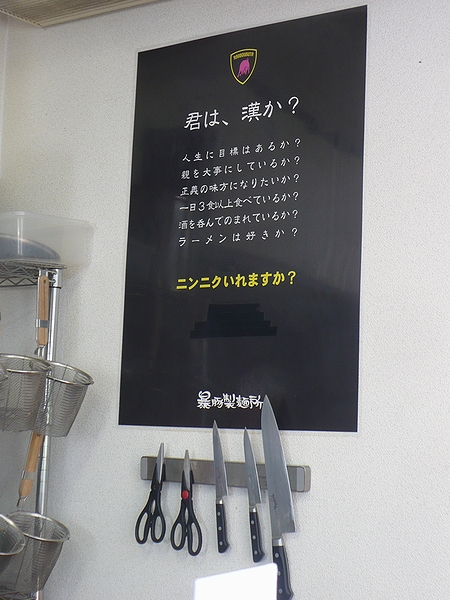 君は、漢か？
人生に目標はあるか？
親を大事にしているか？
正義の味方になりたいか？
一日３食以上食べているか？
酒を呑んでのまれているか？
ラーメンは好きか？
ニンニクいれますか？
暴豚製麺所